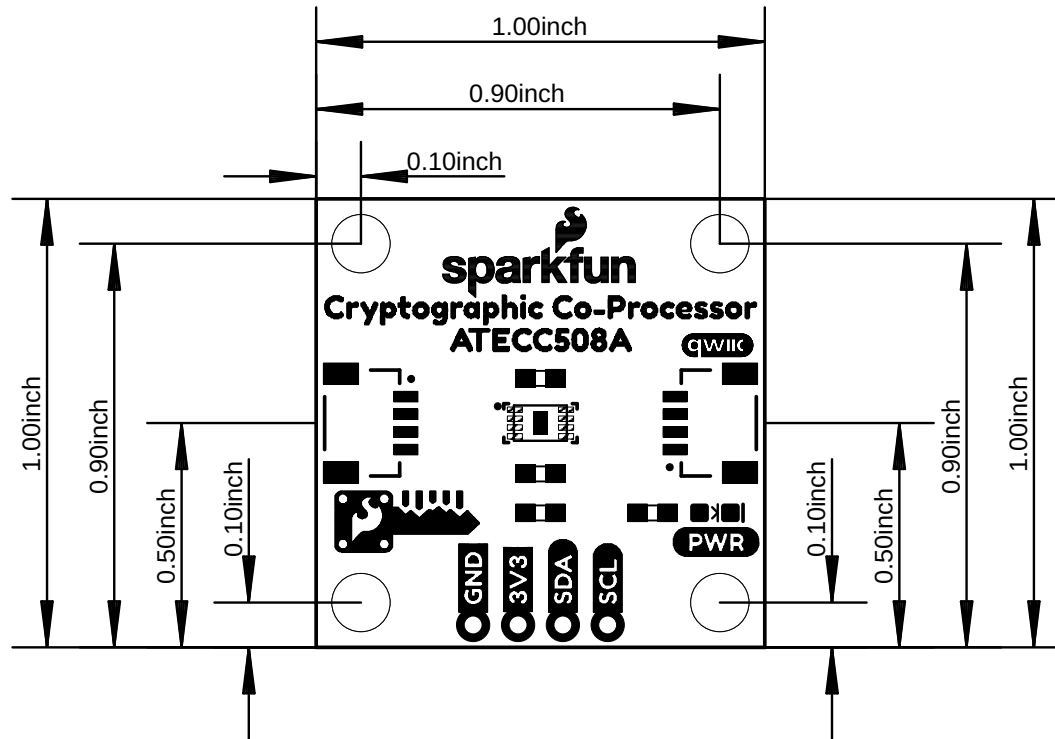 1.00inch
0.90inch
0.10inch
sparkfun
Cryptographic Co-Processor
ATECC508A
qwiic
1.00inch
0.90inch
0.50inch
0.10inch
0.10inch
0.50inch
0.90inch
1.00inch
PWR
GND
3V3
SDA
SCL